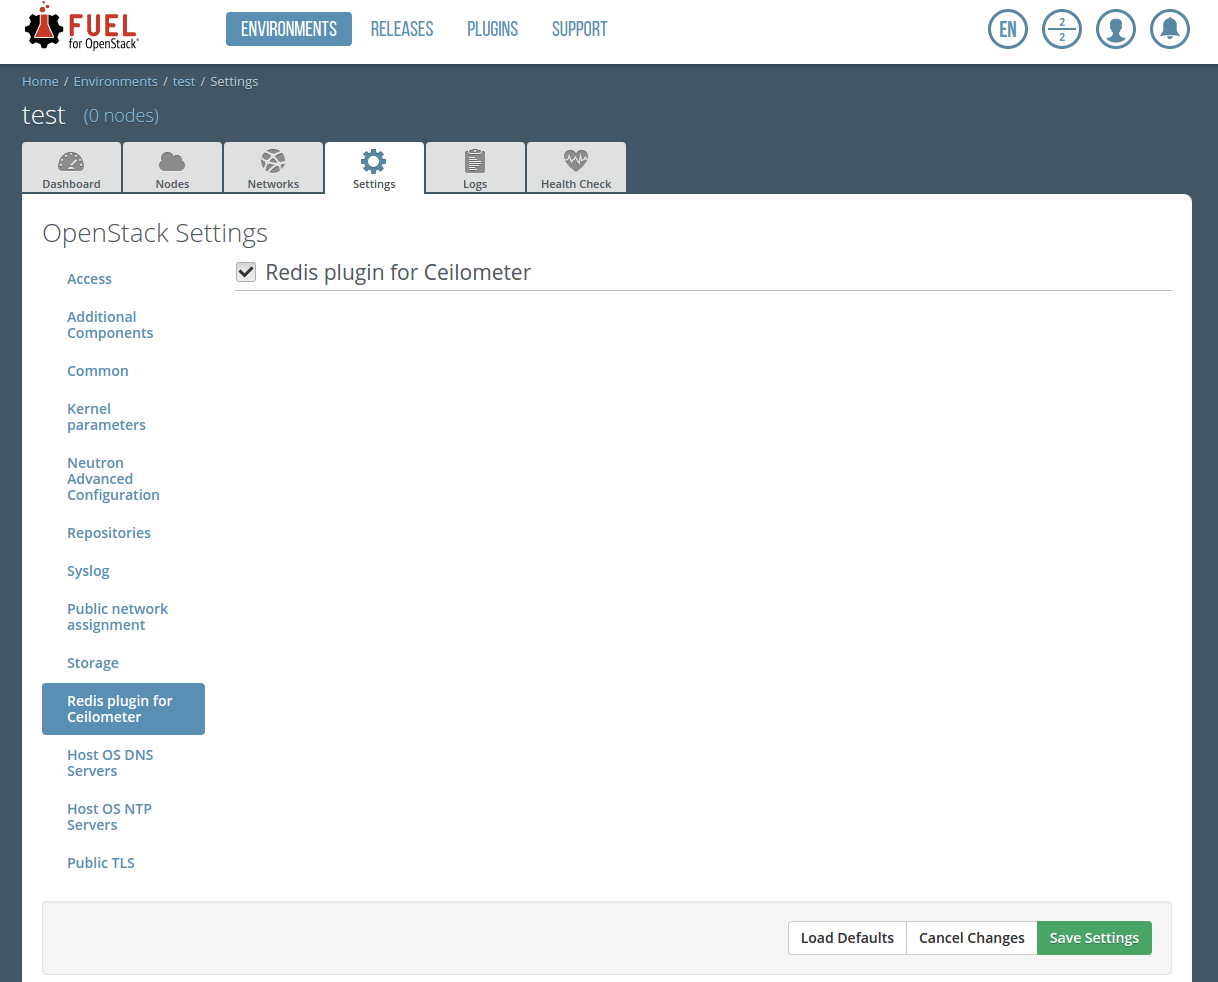 FUEL
for OpenStack
ENVIRONMENTS RELEASES PLUGINS SUPPORT
EN
2
2
Home / Environments / test / Settings
test (0 nodes)
Dashboard Nodes Networks Settings Logs Health Check
OpenStack Settings
Redis plugin for Ceilometer
Access
Additional
Components
Common
Kernel
parameters
Neutron
Advanced
Configuration
Repositories
Syslog
Public network
assignment
Storage
Redis plugin for
Ceilometer
Host OS DNS
Servers
Host OS NTP
Servers
Public TLS
Load Defaults Cancel Changes Save Settings